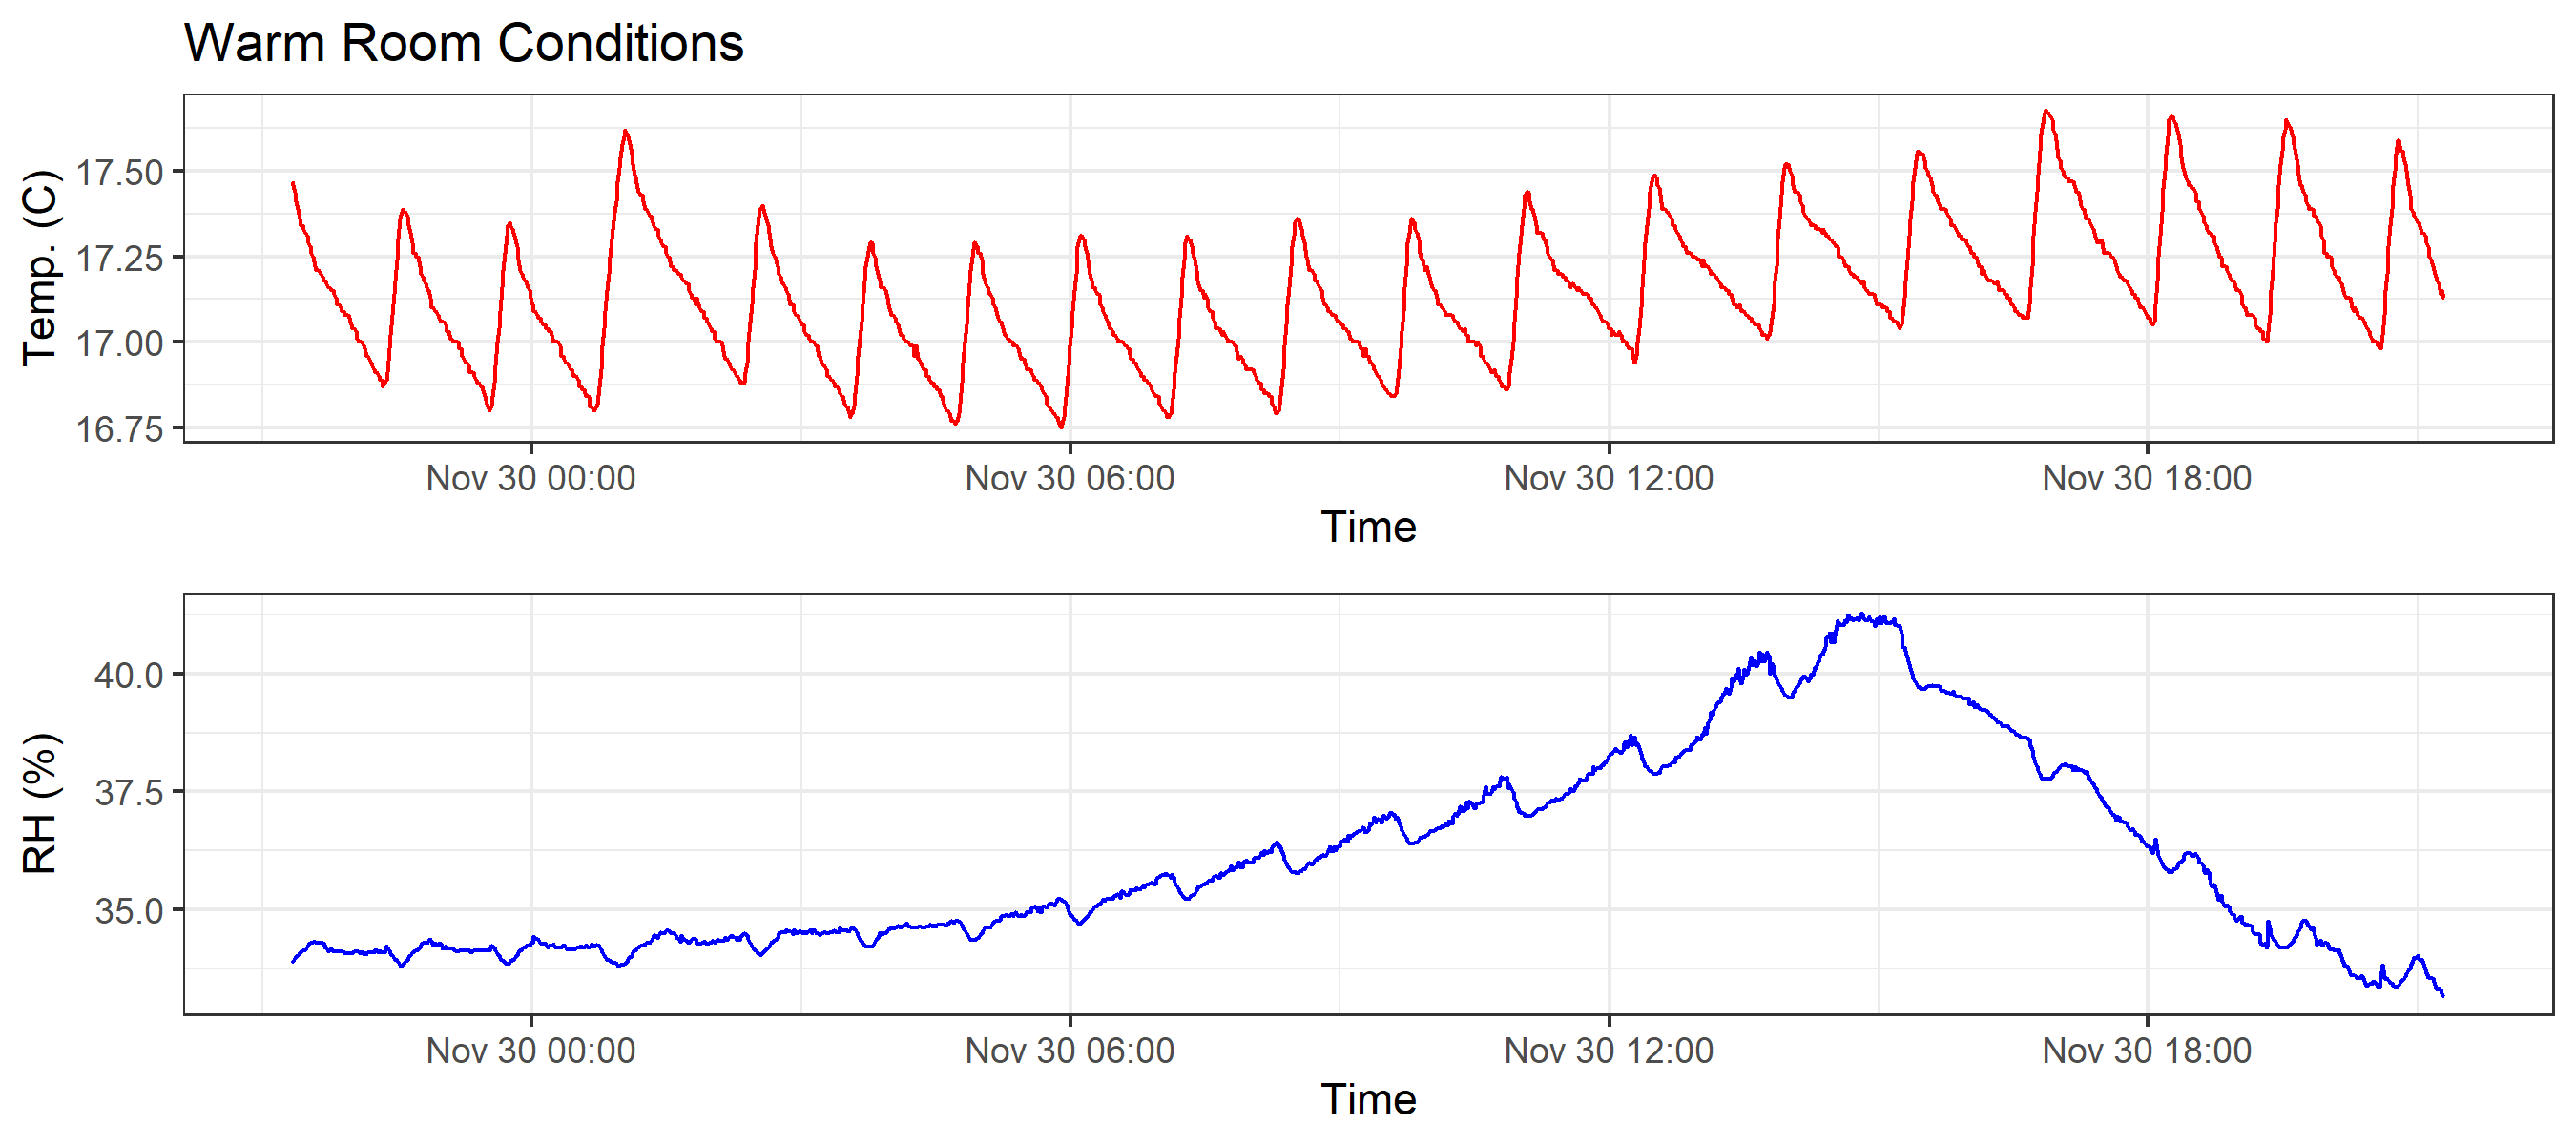 Warm Room Conditions
Temp. (C)
17.50
17.25
17.00
16.75
Nov 30 00:00 Nov 30 06:00 Nov 30 12:00 Nov 30 18:00
Time
RH (%)
40.0
37.5
35.0
Nov 30 00:00 Nov 30 06:00 Nov 30 12:00 Nov 30 18:00
Time